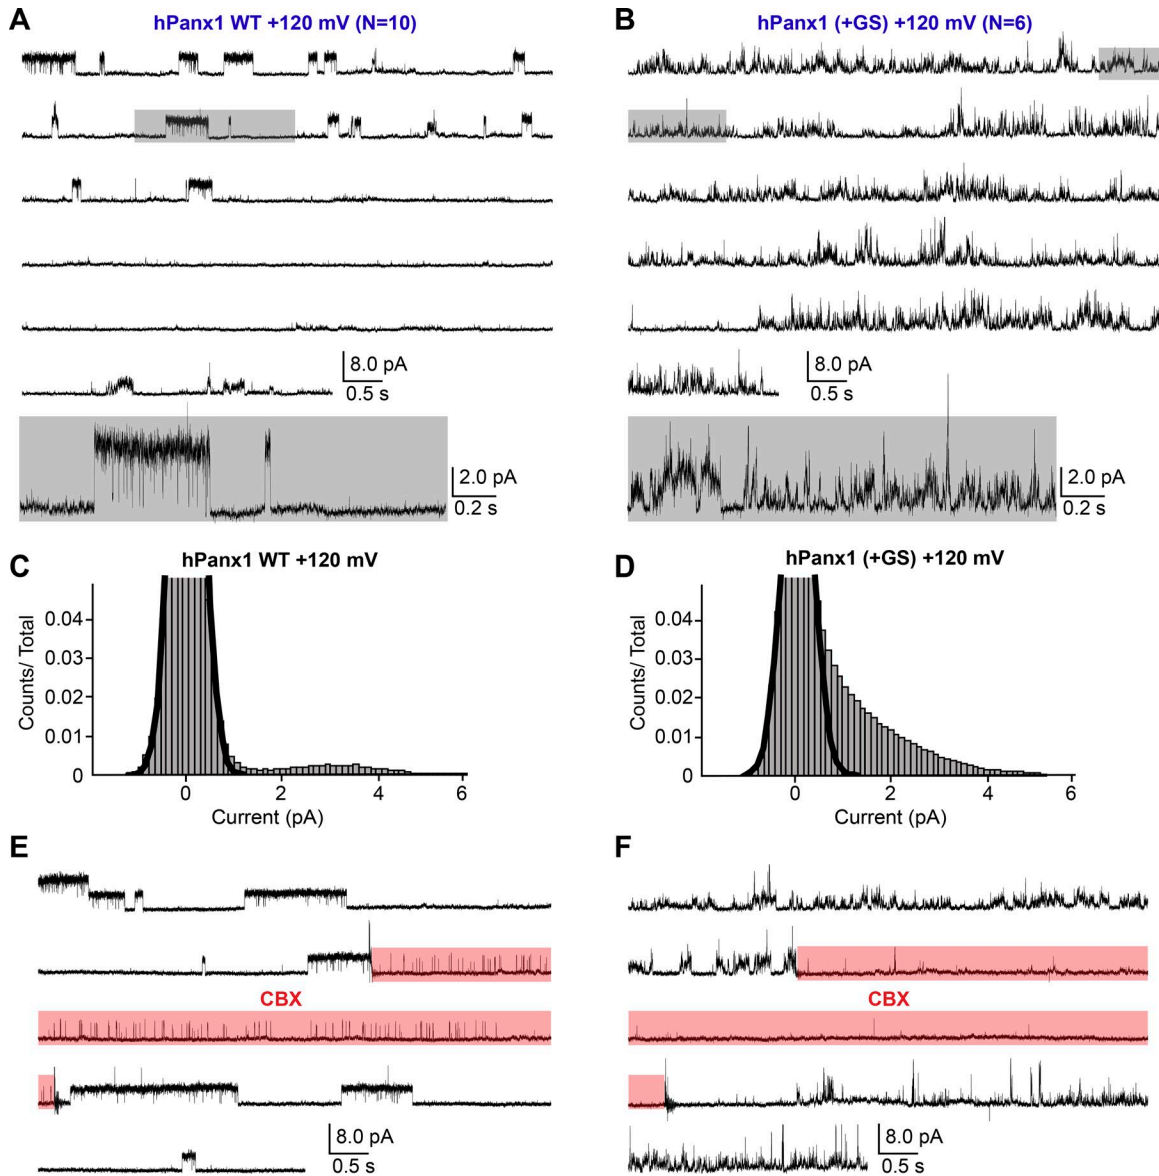 A
hPanx1 WT +120 mV (N=10)
8.0 pA
0.5 s
2.0 pA
0.2 s
B
hPanx1 (+GS) +120 mV (N=6)
8.0 pA
0.5 s
2.0 pA
0.2 s
C
hPanx1 WT +120 mV
Counts/ Total
0.04
0.03
0.02
0.01
0
0 2 4 6
Current (pA)
D
hPanx1 (+GS) +120 mV
Counts/ Total
0.04
0.03
0.02
0.01
0
0 2 4 6
Current (pA)
E
CBX
8.0 pA
0.5 s
F
CBX
8.0 pA
0.5 s